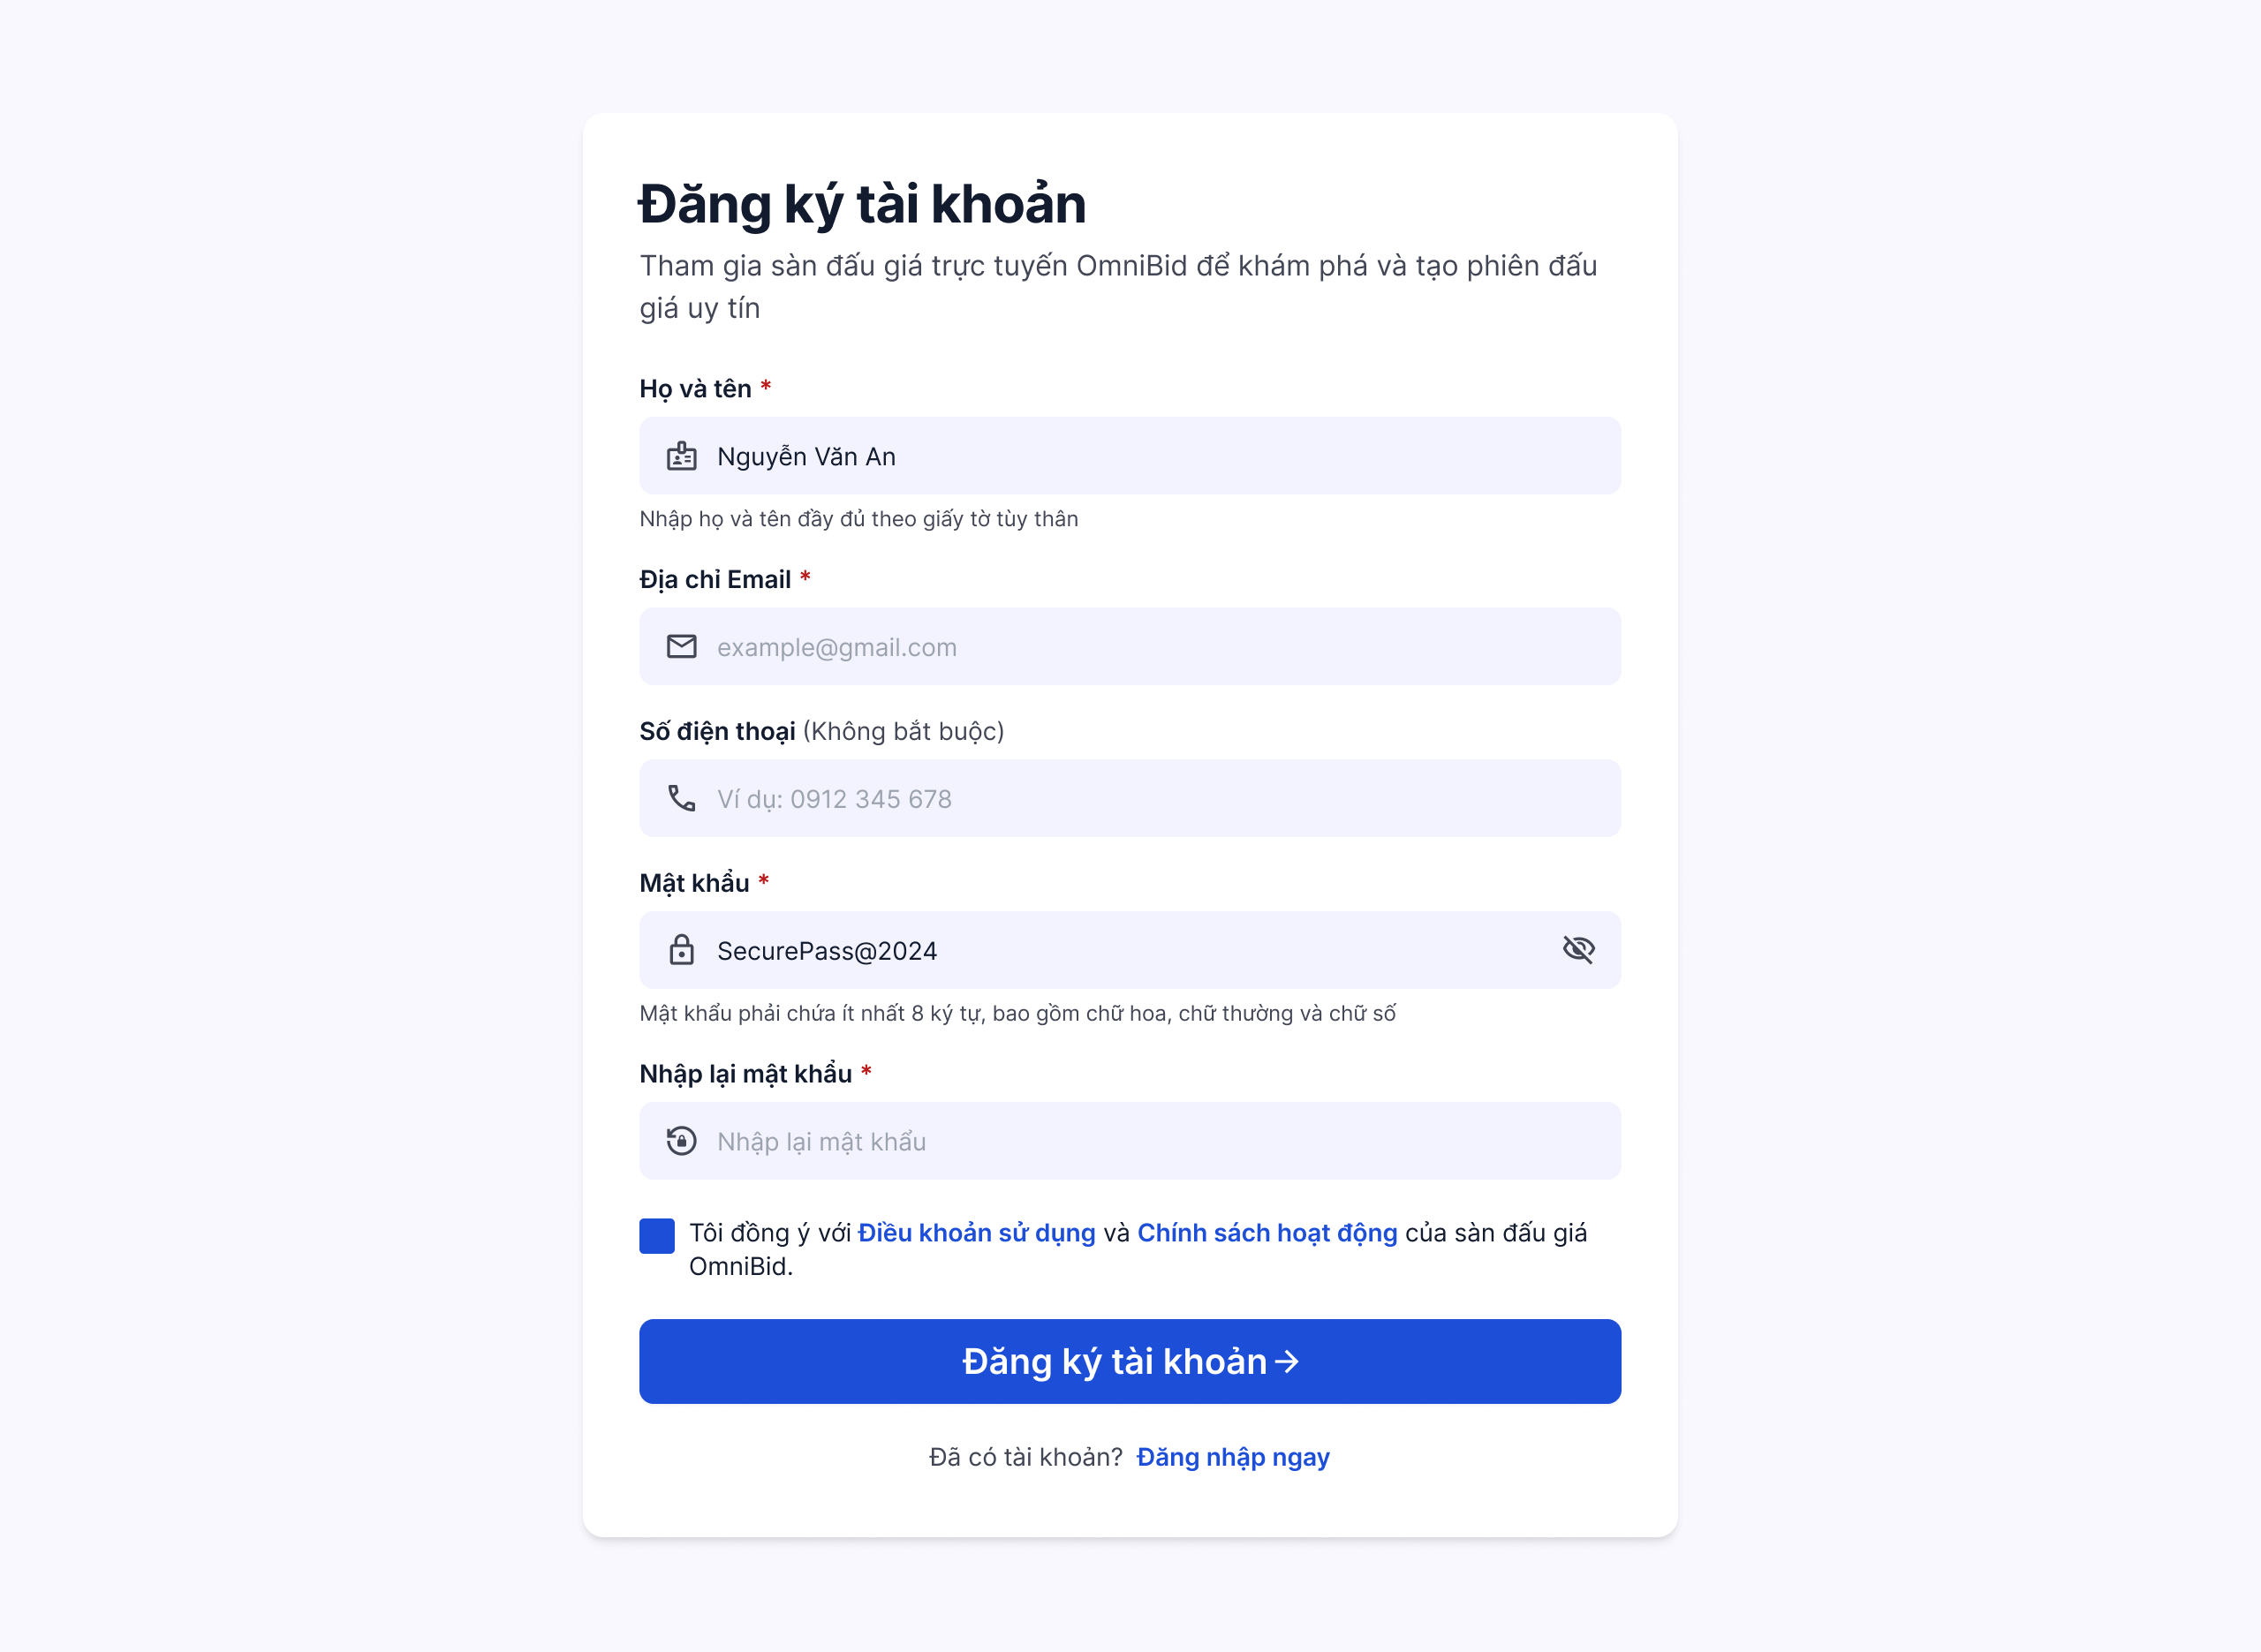 Đăng ký tài khoản
Tham gia sàn đấu giá trực tuyến OmniBid để khám phá và tạo phiên đấu
giá uy tín
Họ và tên *
Nguyễn Văn An
Nhập họ và tên đầy đủ theo giấy tờ tùy thân
Địa chỉ Email *
example@gmail.com
Số điện thoại (Không bắt buộc)
Ví dụ: 0912 345 678
Mật khẩu *
SecurePass@2024
Mật khẩu phải chứa ít nhất 8 ký tự, bao gồm chữ hoa, chữ thường và chữ số
Nhập lại mật khẩu *
Nhập lại mật khẩu
Tôi đồng ý với Điều khoản sử dụng và Chính sách hoạt động của sàn đấu giá
OmniBid.
Đăng ký tài khoản→
Đã có tài khoản? Đăng nhập ngay